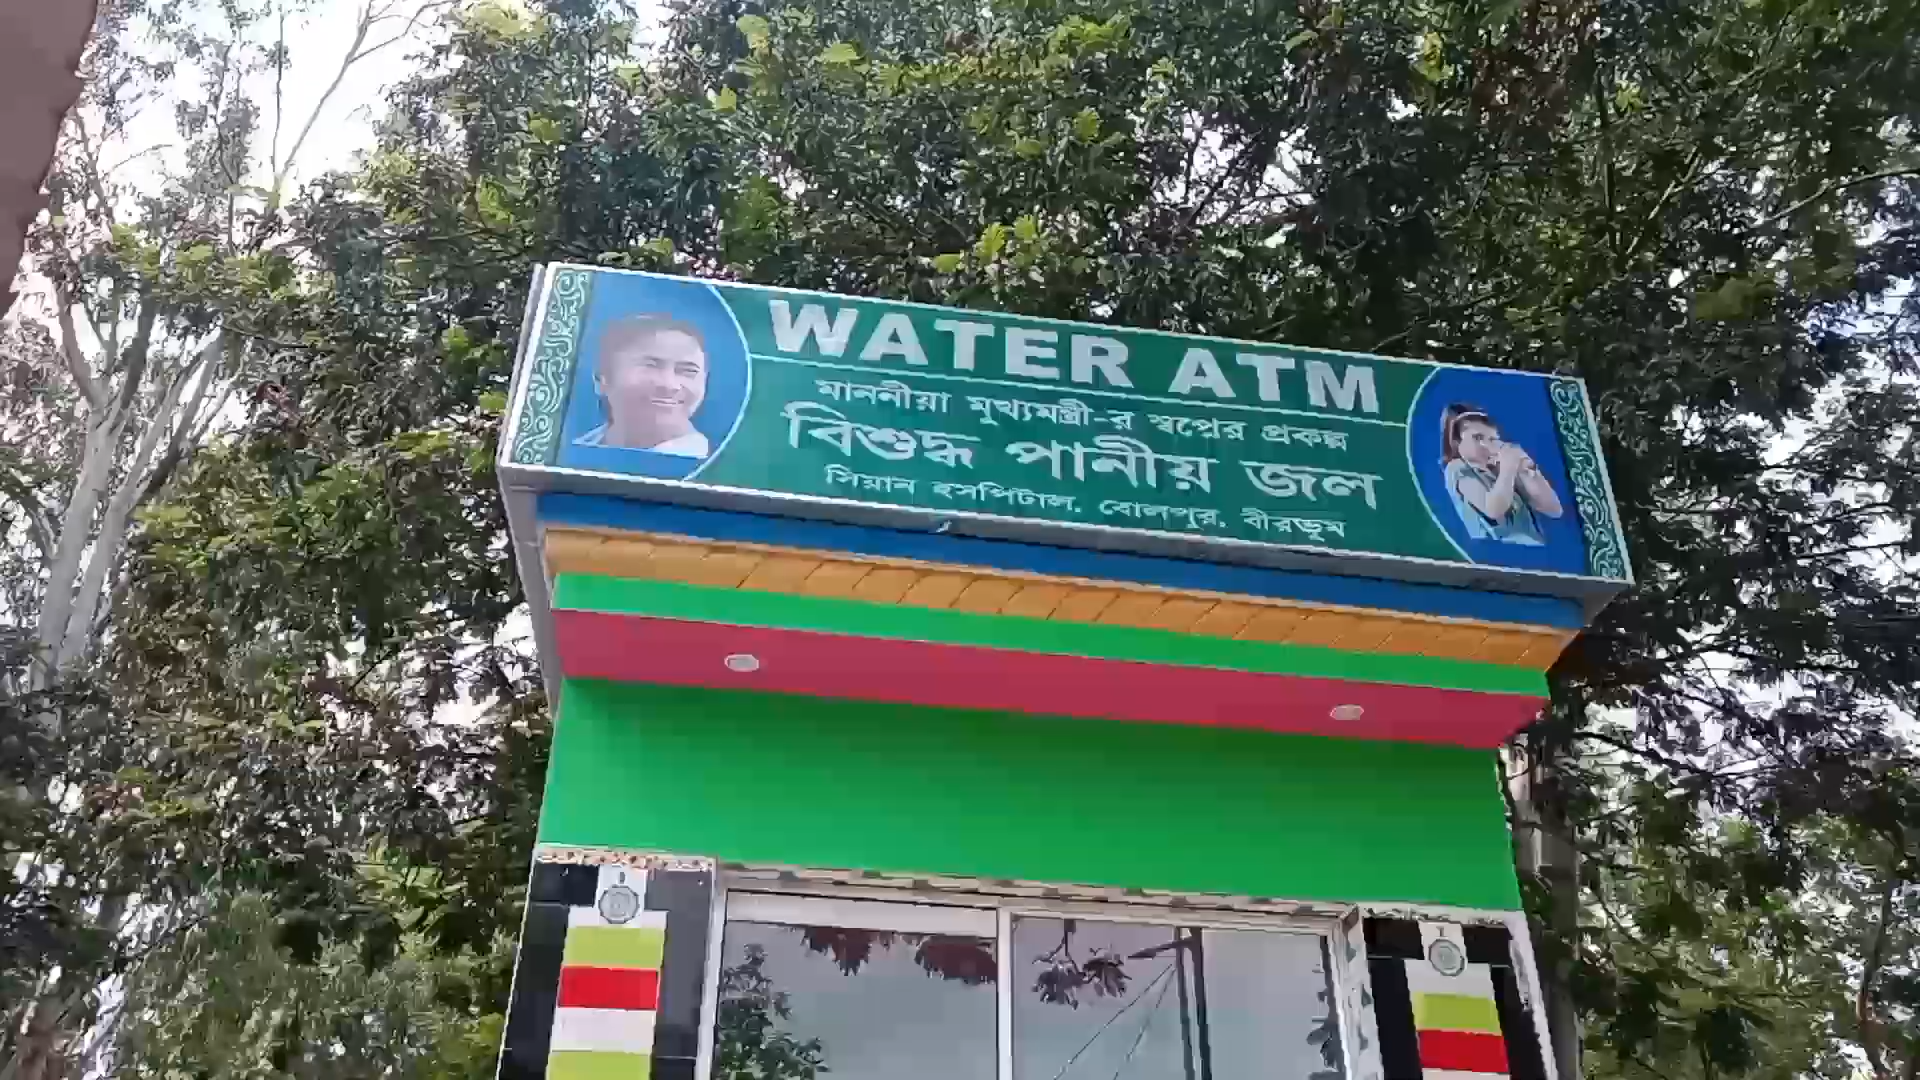 WATER ATM
মাননীয়া মুখ্যমন্ত্রী-র স্বপ্নের প্রকল্প
বিশুদ্ধ পানীয় জল
সিয়ান হসপিটাল, বোলপুর, বীরভূম